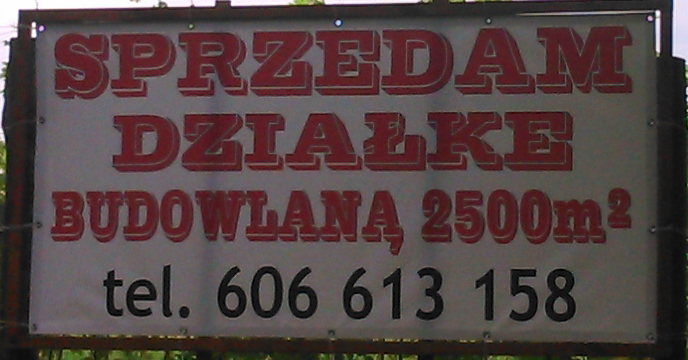 SPRZEDAM
DZIAŁKE
BUDOWLANĄ 2500m²
tel. 606 613 158